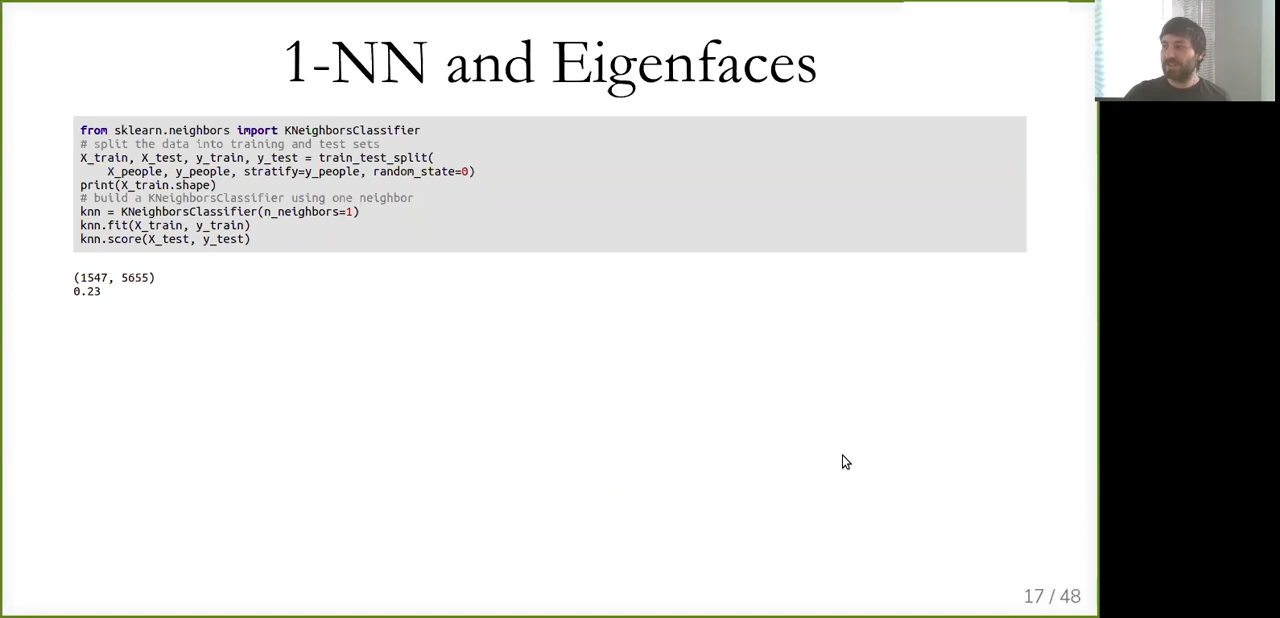 1-NN and Eigenfaces
from sklearn.neighbors import KNeighborsClassifier
# split the data into training and test sets
X_train, X_test, y_train, y_test = train_test_split(
    X_people, y_people, stratify=y_people, random_state=0)
print(X_train.shape)
# build a KNeighborsClassifier using one neighbor
knn = KNeighborsClassifier(n_neighbors=1)
knn.fit(X_train, y_train)
knn.score(X_test, y_test)
(1547, 5655)
0.23
17 / 48